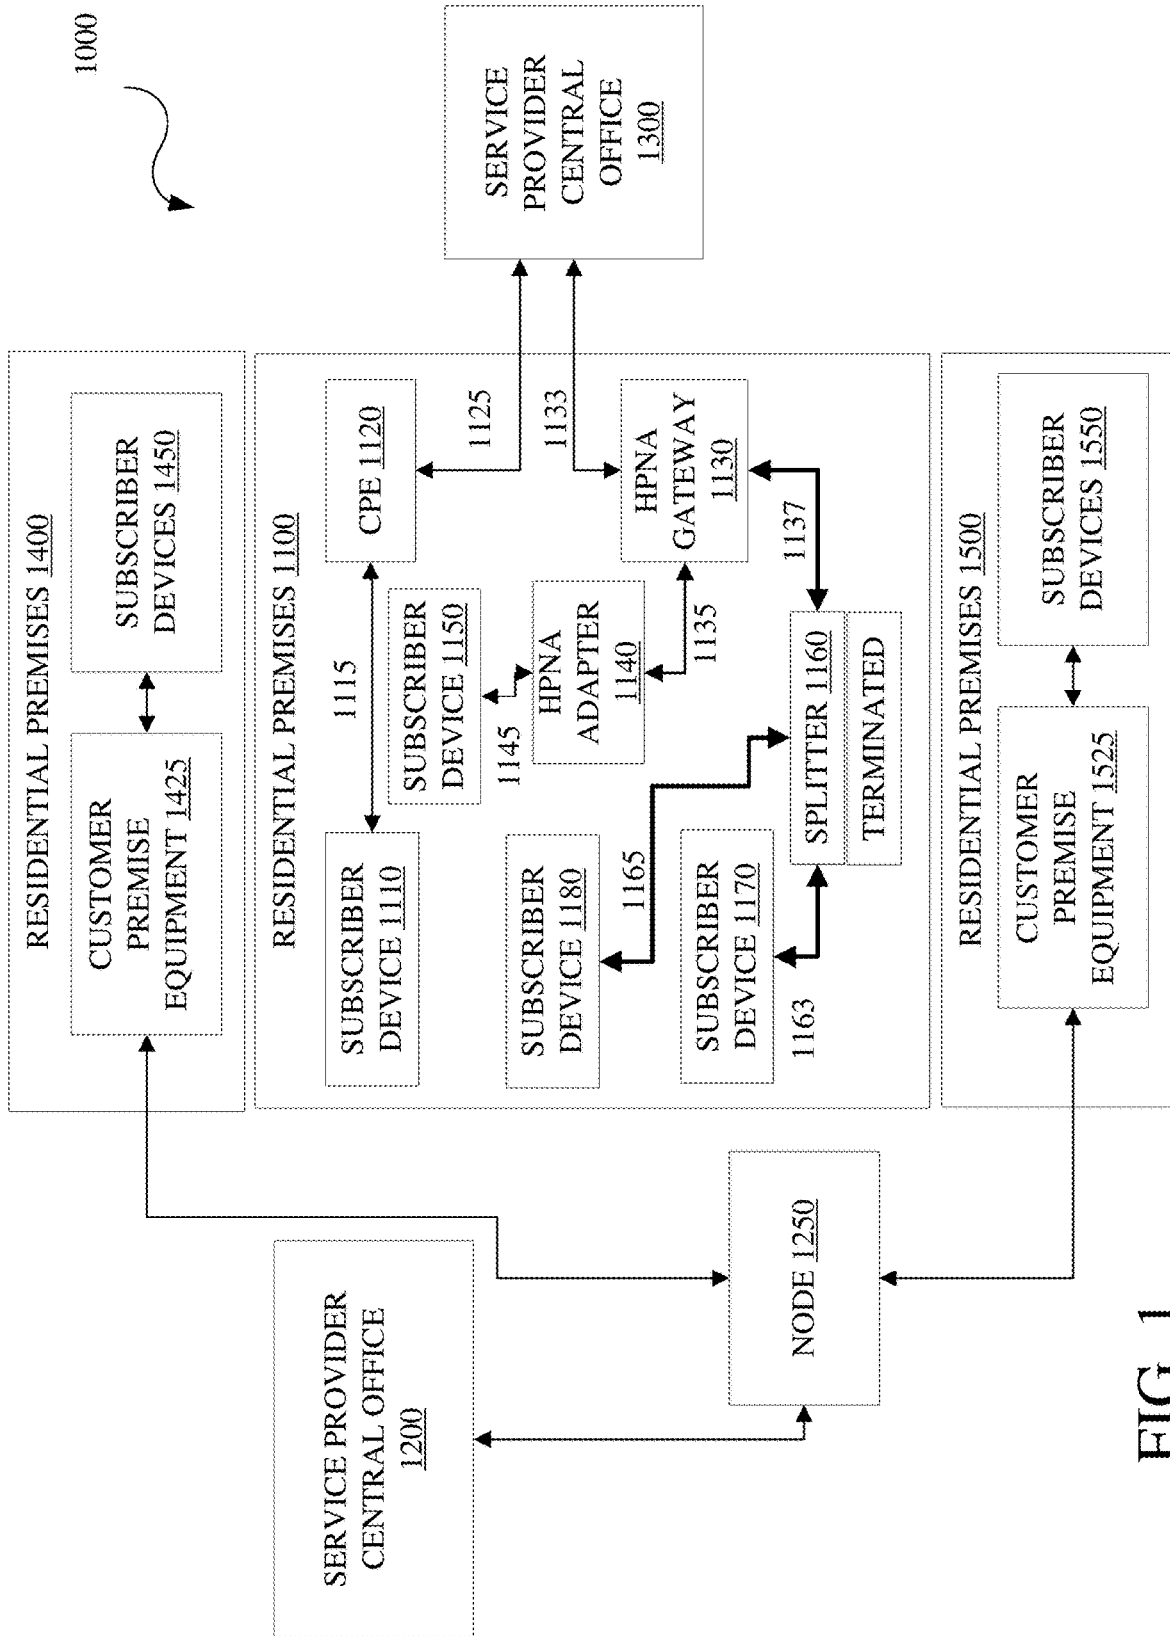 1000
RESIDENTIAL PREMISES 1400
CUSTOMER
PREMISE
EQUIPMENT 1425
SUBSCRIBER
DEVICES 1450
SERVICE PROVIDER
CENTRAL OFFICE
1200
RESIDENTIAL PREMISES 1100
SUBSCRIBER
DEVICE 1110
1115
CPE 1120
1125
SUBSCRIBER
DEVICE 1150
1145
SERVICE
PROVIDER
CENTRAL
OFFICE
1300
SUBSCRIBER
DEVICE 1180
1165
HPNA
ADAPTER
1140
1133
HPNA
GATEWAY
1130
1135
1137
SUBSCRIBER
DEVICE 1170
1163
SPLITTER 1160
TERMINATED
NODE 1250
RESIDENTIAL PREMISES 1500
CUSTOMER
PREMISE
EQUIPMENT 1525
SUBSCRIBER
DEVICES 1550
FIG. 1